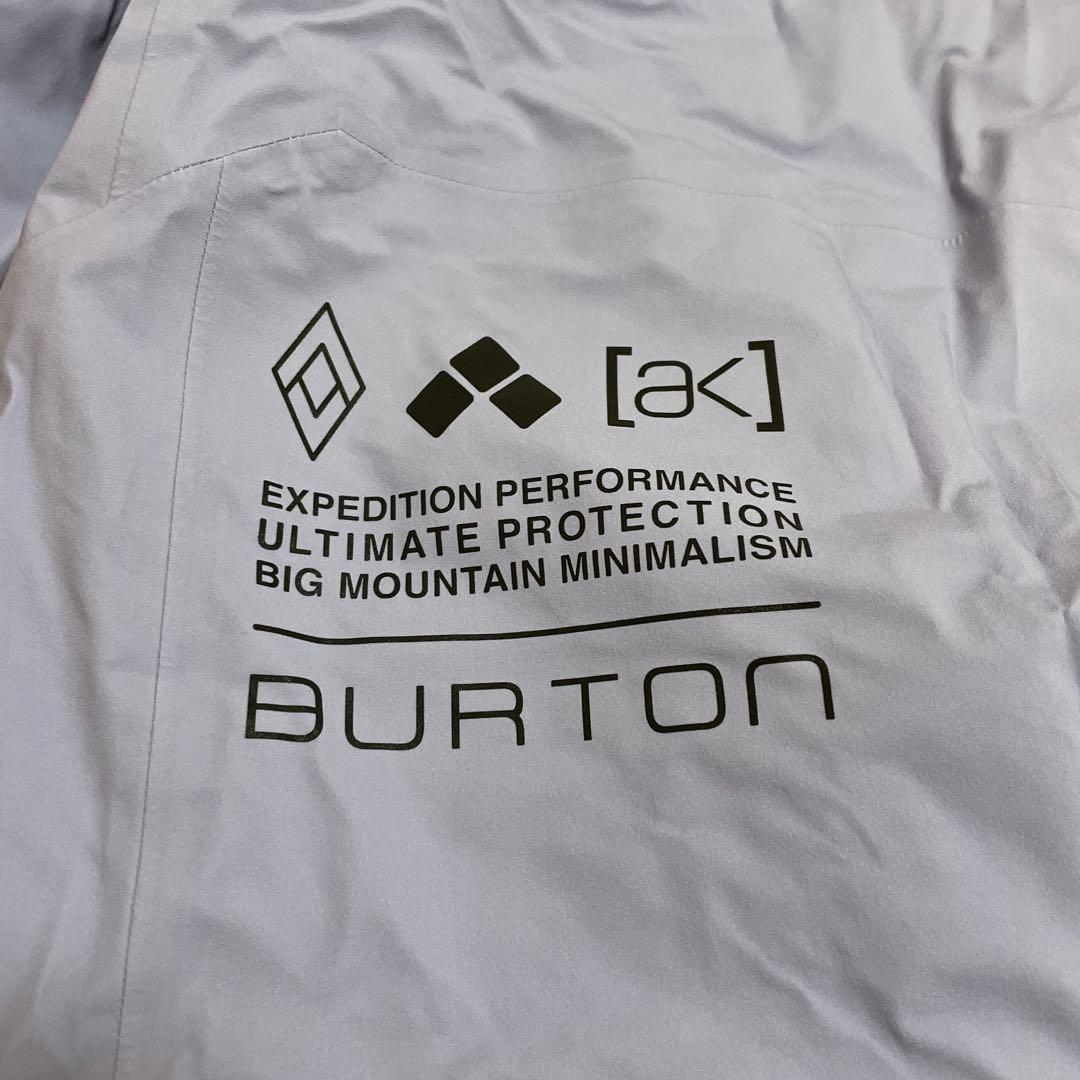 [ak]
EXPEDITION PERFORMANCE
ULTIMATE PROTECTION
BIG MOUNTAIN MINIMALISM
BURTON